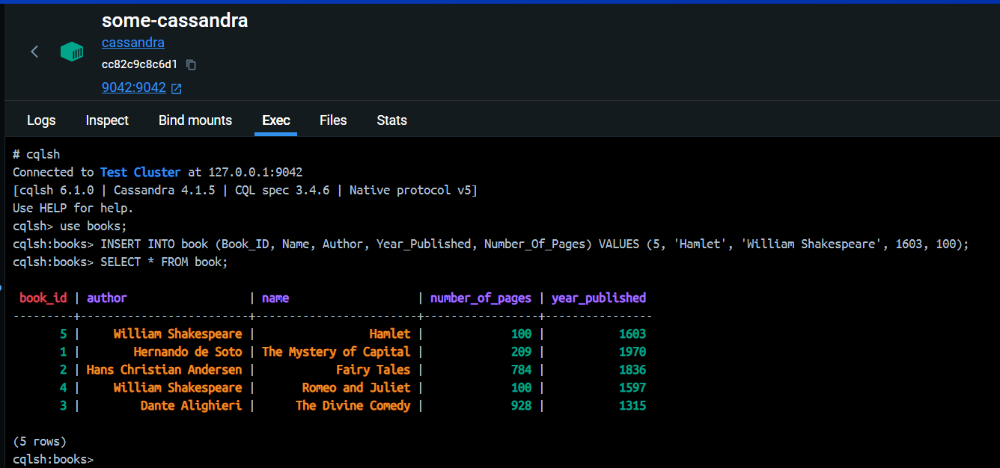 some-cassandra
cassandra
cc82c9c8c6d1
9042:9042
Logs Inspect Bind mounts Exec Files Stats
# cqlsh
Connected to Test Cluster at 127.0.0.1:9042
[cqlsh 6.1.0 | Cassandra 4.1.5 | CQL spec 3.4.6 | Native protocol v5]
Use HELP for help.
cqlsh> use books;
cqlsh:books> INSERT INTO book (Book_ID, Name, Author, Year_Published, Number_Of_Pages) VALUES (5, 'Hamlet', 'William Shakespeare', 1603, 100);
cqlsh:books> SELECT * FROM book;
book_id | author | name | number_of_pages | year_published
---------+-------------------------+------------------------+-----------------+----------------
5 | William Shakespeare | Hamlet | 100 | 1603
1 | Hernando de Soto | The Mystery of Capital | 209 | 1970
2 | Hans Christian Andersen | Fairy Tales | 784 | 1836
4 | William Shakespeare | Romeo and Juliet | 100 | 1597
3 | Dante Alighieri | The Divine Comedy | 928 | 1315
(5 rows)
cqlsh:books>